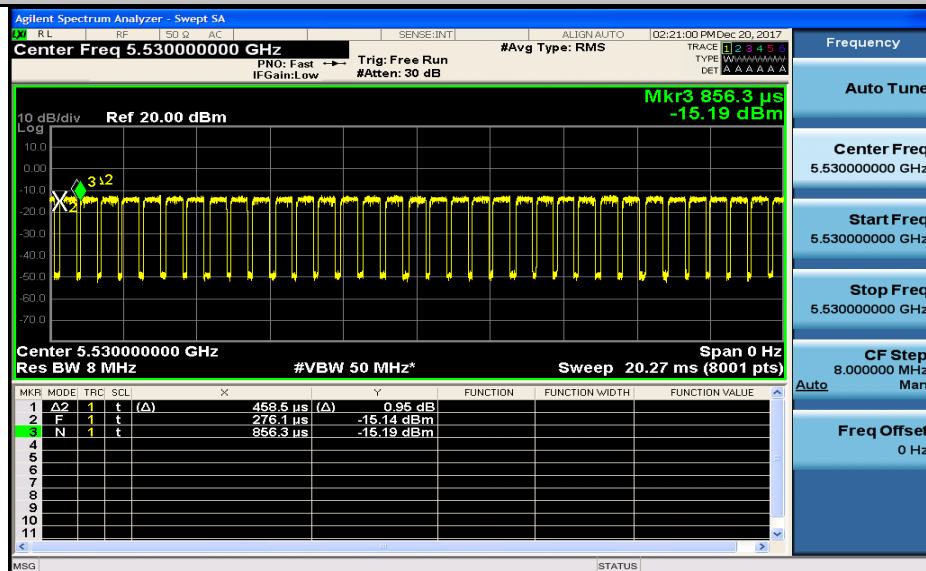 Agilent Spectrum Analyzer - Swept SA
LXI RL RF 50 Ω AC SENSE:INT ALIGN AUTO 02:21:00 PM Dec 20, 2017
Center Freq 5.530000000 GHz #Avg Type: RMS TRACE 1 2 3 4 5 6
PNO: Fast Trig: Free Run TYPE WWWWWW
IFGain:Low #Atten: 30 dB DET A A A A A A
Mkr3 856.3 µs
10 dB/div Ref 20.00 dBm -15.19 dBm
Log
10.0
0.00
-10.0
-20.0
-30.0
-40.0
-50.0
-60.0
-70.0
3Δ2
X2
Center 5.530000000 GHz Span 0 Hz
Res BW 8 MHz #VBW 50 MHz* Sweep 20.27 ms (8001 pts)
MKR MODE TRC SCL X Y FUNCTION FUNCTION WIDTH FUNCTION VALUE
1 Δ2 1 t (Δ) 458.5 µs (Δ) 0.95 dB
2 F 1 t 276.1 µs -15.14 dBm
3 N 1 t 856.3 µs -15.19 dBm
4
5
6
7
8
9
10
11
MSG STATUS
Frequency
Auto Tune
Center Freq
5.530000000 GHz
Start Freq
5.530000000 GHz
Stop Freq
5.530000000 GHz
CF Step
8.000000 MHz
Auto Man
Freq Offset
0 Hz